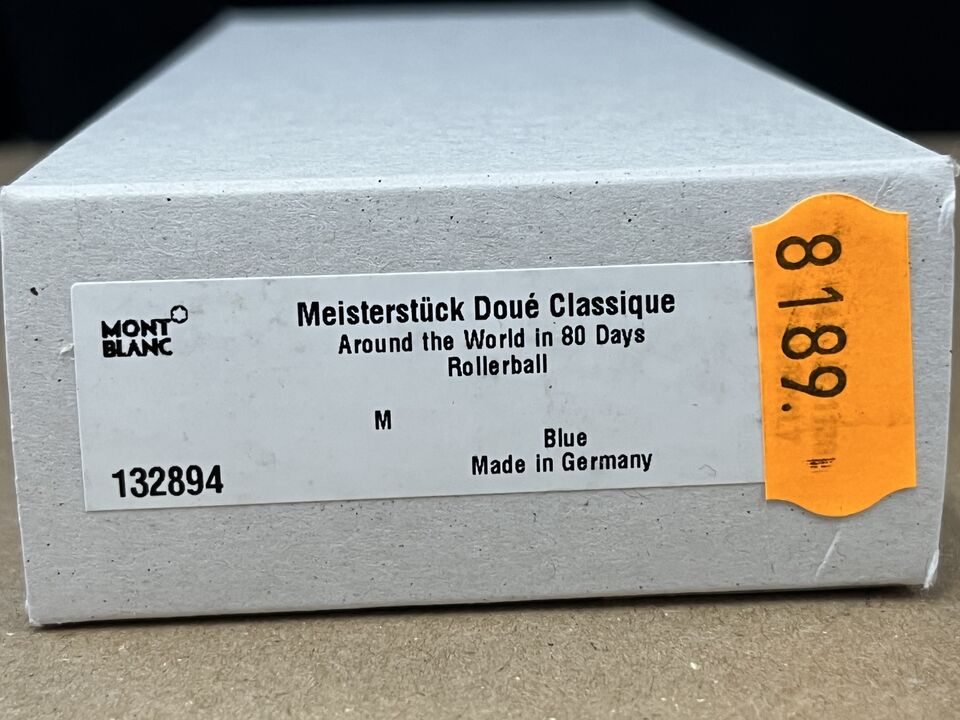 MONT
BLANC
Meisterstück Doué Classique
Around the World in 80 Days
Rollerball
M
Blue
Made in Germany
132894
8189.